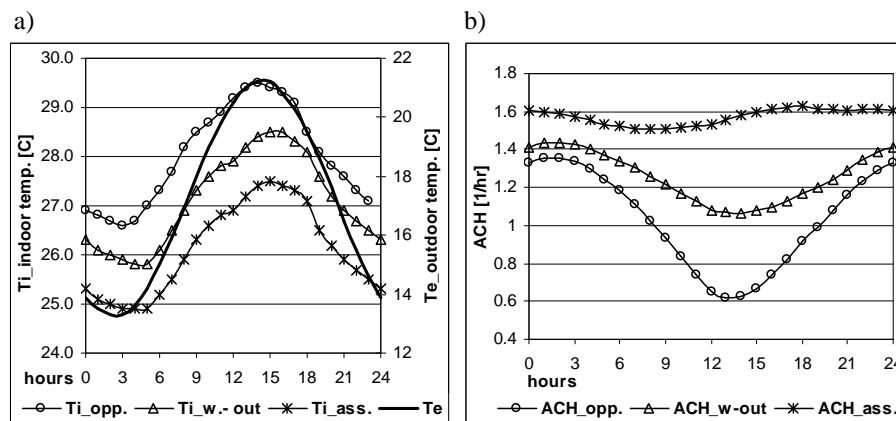 a)
b)
Ti_indoor temp. [C]
30.0
29.0
28.0
27.0
26.0
25.0
24.0
Te_outdoor temp. [C]
22
20
18
16
14
12
hours
0 3 6 9 12 15 18 21 24
Ti_opp. Ti_w.- out Ti_ass. Te
ACH [1/hr]
1.8
1.6
1.4
1.2
1
0.8
0.6
0.4
hours
0 3 6 9 12 15 18 21 24
ACH_opp. ACH_w-out ACH_ass.